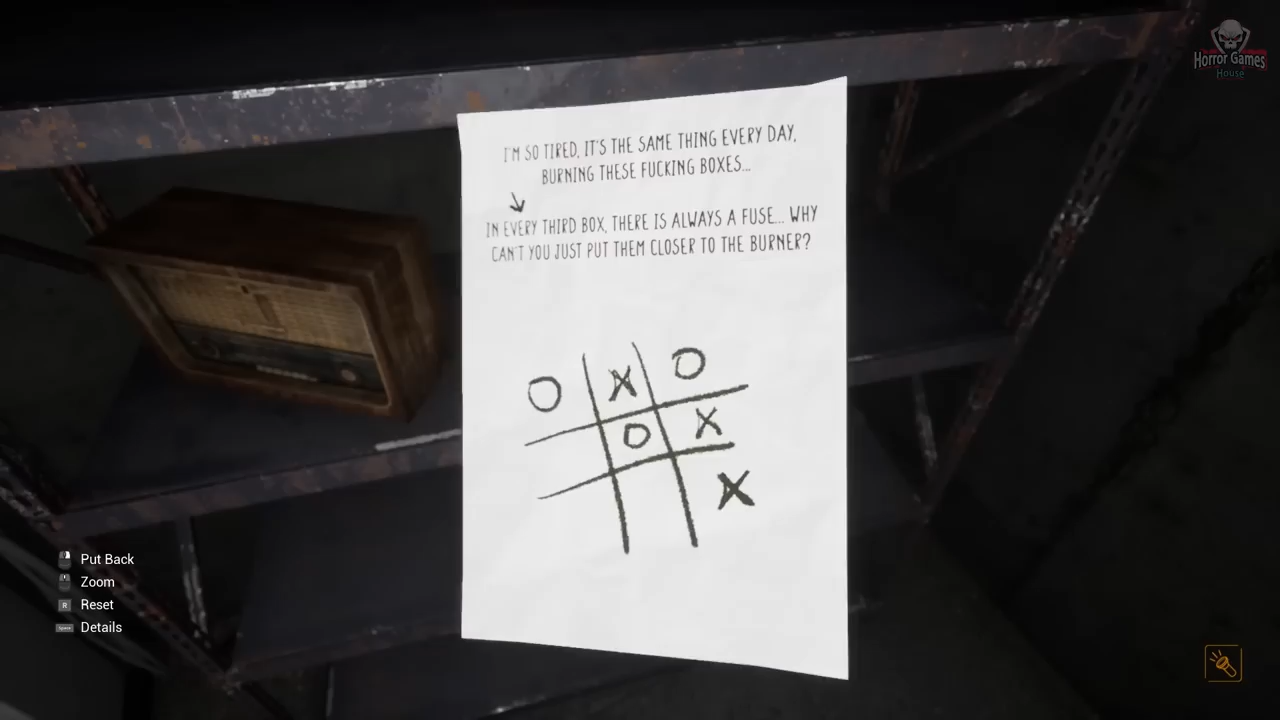 Horror Games
House
I'M SO TIRED, IT'S THE SAME THING EVERY DAY,
BURNING THESE FUCKING BOXES...
IN EVERY THIRD BOX, THERE IS ALWAYS A FUSE... WHY
CAN'T YOU JUST PUT THEM CLOSER TO THE BURNER?
O X O
O X
X
Put Back
Zoom
R Reset
Space Details